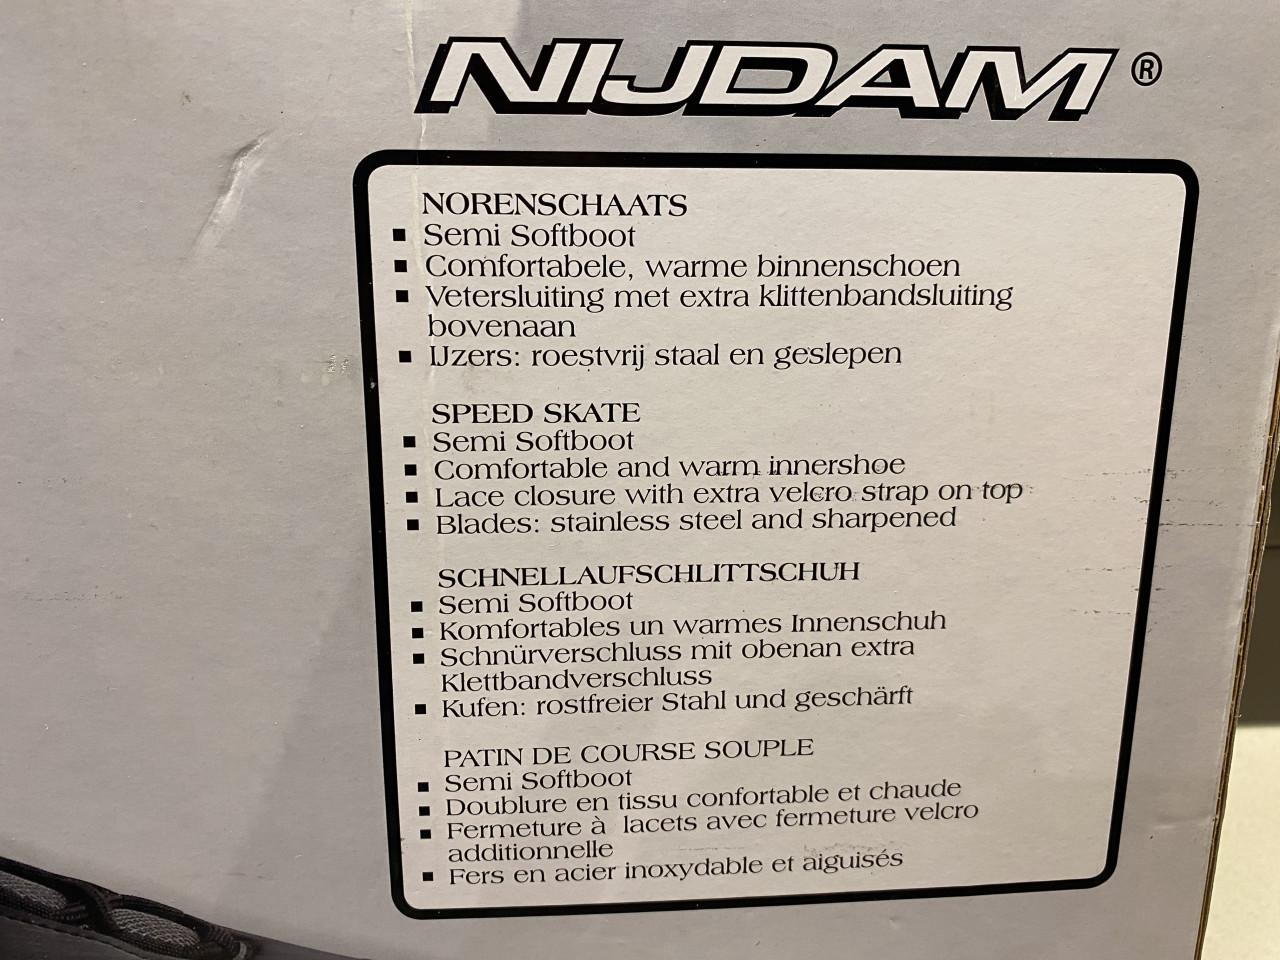 NIJDAM®
NORENSCHAATS
▪ Semi Softboot
▪ Comfortabele, warme binnenschoen
▪ Vetersluiting met extra klittenbandsluiting
bovenaan
▪ IJzers: roestvrij staal en geslepen
SPEED SKATE
▪ Semi Softboot
▪ Comfortable and warm innershoe
▪ Lace closure with extra velcro strap on top
▪ Blades: stainless steel and sharpened
SCHNELLAUFSCHLITTSCHUH
▪ Semi Softboot
▪ Komfortables un warmes Innenschuh
▪ Schnürverschluss mit obenan extra
Klettbandverschluss
▪ Kufen: rostfreier Stahl und geschärft
PATIN DE COURSE SOUPLE
▪ Semi Softboot
▪ Doublure en tissu confortable et chaude
▪ Fermeture à lacets avec fermeture velcro
additionnelle
▪ Fers en acier inoxydable et aiguisés